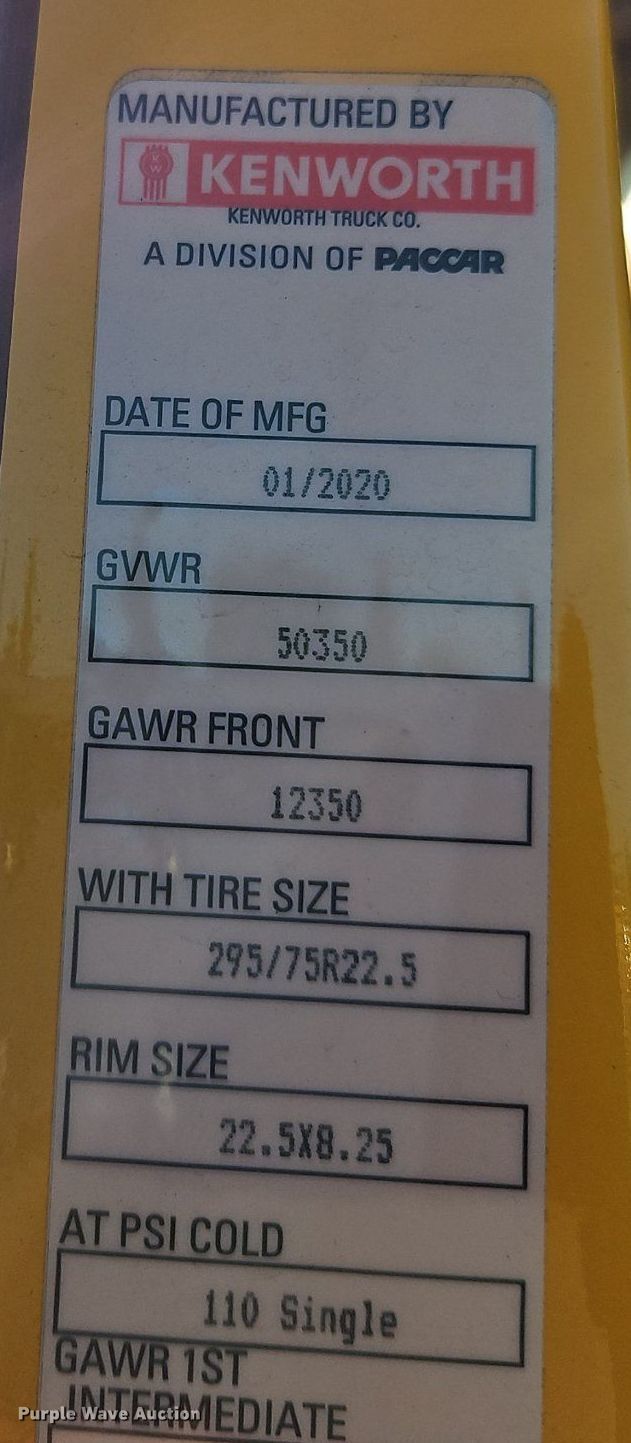 MANUFACTURED BY
KW KENWORTH
KENWORTH TRUCK CO.
A DIVISION OF PACCAR
DATE OF MFG
01/2020
GVWR
50350
GAWR FRONT
12350
WITH TIRE SIZE
295/75R22.5
RIM SIZE
22.5X8.25
AT PSI COLD
110 Single
GAWR 1ST
INTERMEDIATE
Purple Wave Auction